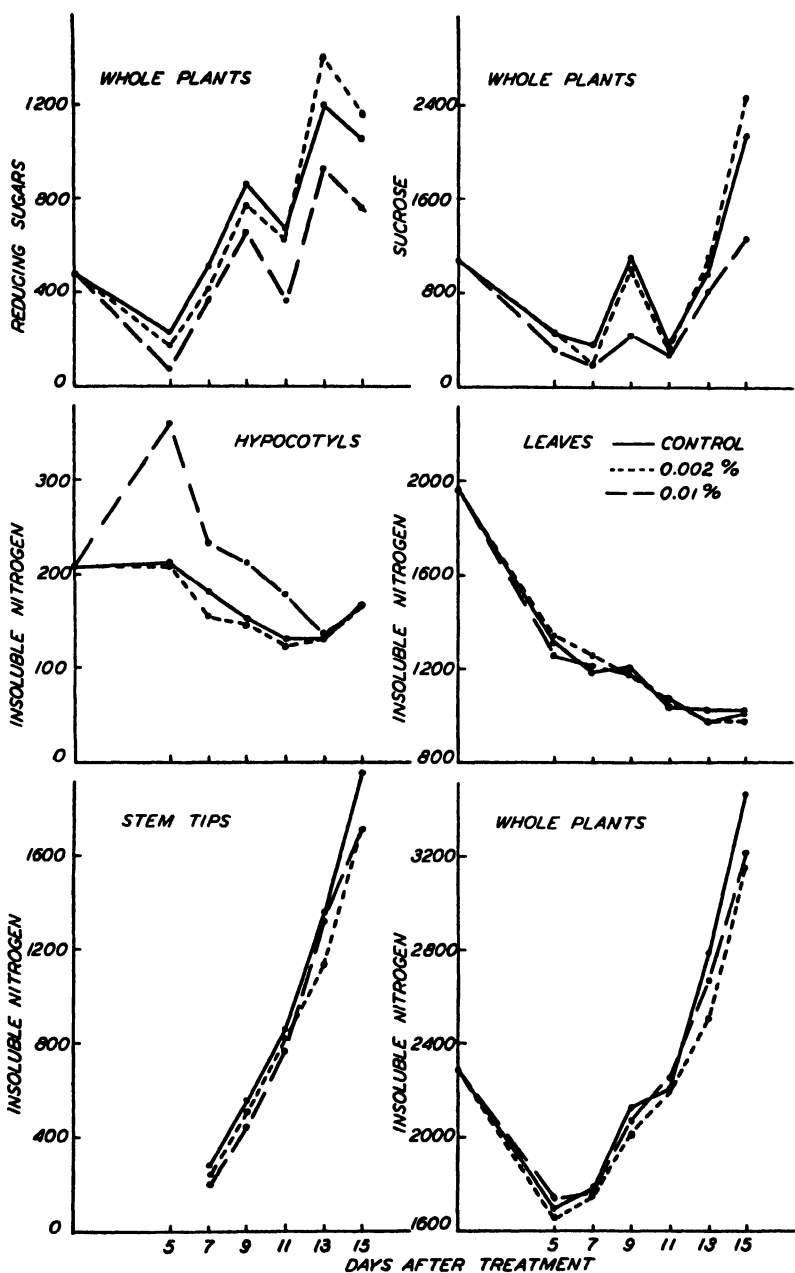 WHOLE PLANTS
REDUCING SUGARS
1200
800
400
0
WHOLE PLANTS
SUCROSE
2400
1600
800
0
HYPOCOTYLS
INSOLUBLE NITROGEN
300
200
100
0
LEAVES
CONTROL
0.002 %
0.01 %
INSOLUBLE NITROGEN
2000
1600
1200
800
STEM TIPS
INSOLUBLE NITROGEN
1600
1200
800
400
0
5 7 9 11 13 15
WHOLE PLANTS
INSOLUBLE NITROGEN
3200
2800
2400
2000
1600
5 7 9 11 13 15
DAYS AFTER TREATMENT